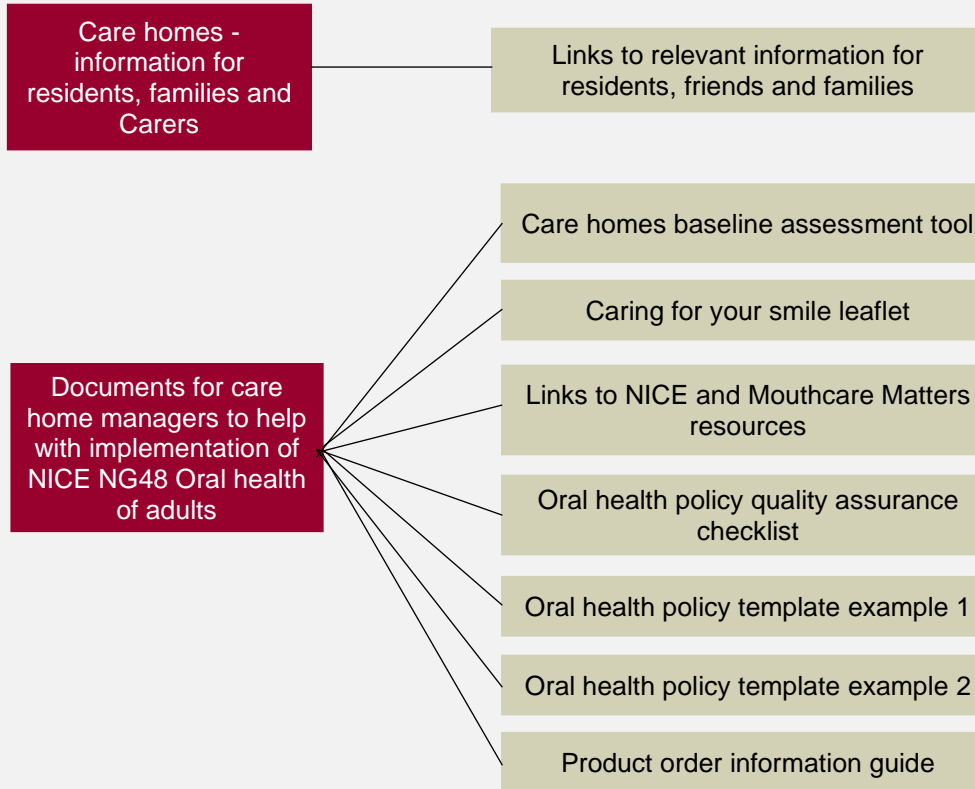 Care homes -
information for
residents, families and
Carers
Links to relevant information for
residents, friends and families
Documents for care
home managers to help
with implementation of
NICE NG48 Oral health
of adults
Care homes baseline assessment tool
Caring for your smile leaflet
Links to NICE and Mouthcare Matters
resources
Oral health policy quality assurance
checklist
Oral health policy template example 1
Oral health policy template example 2
Product order information guide